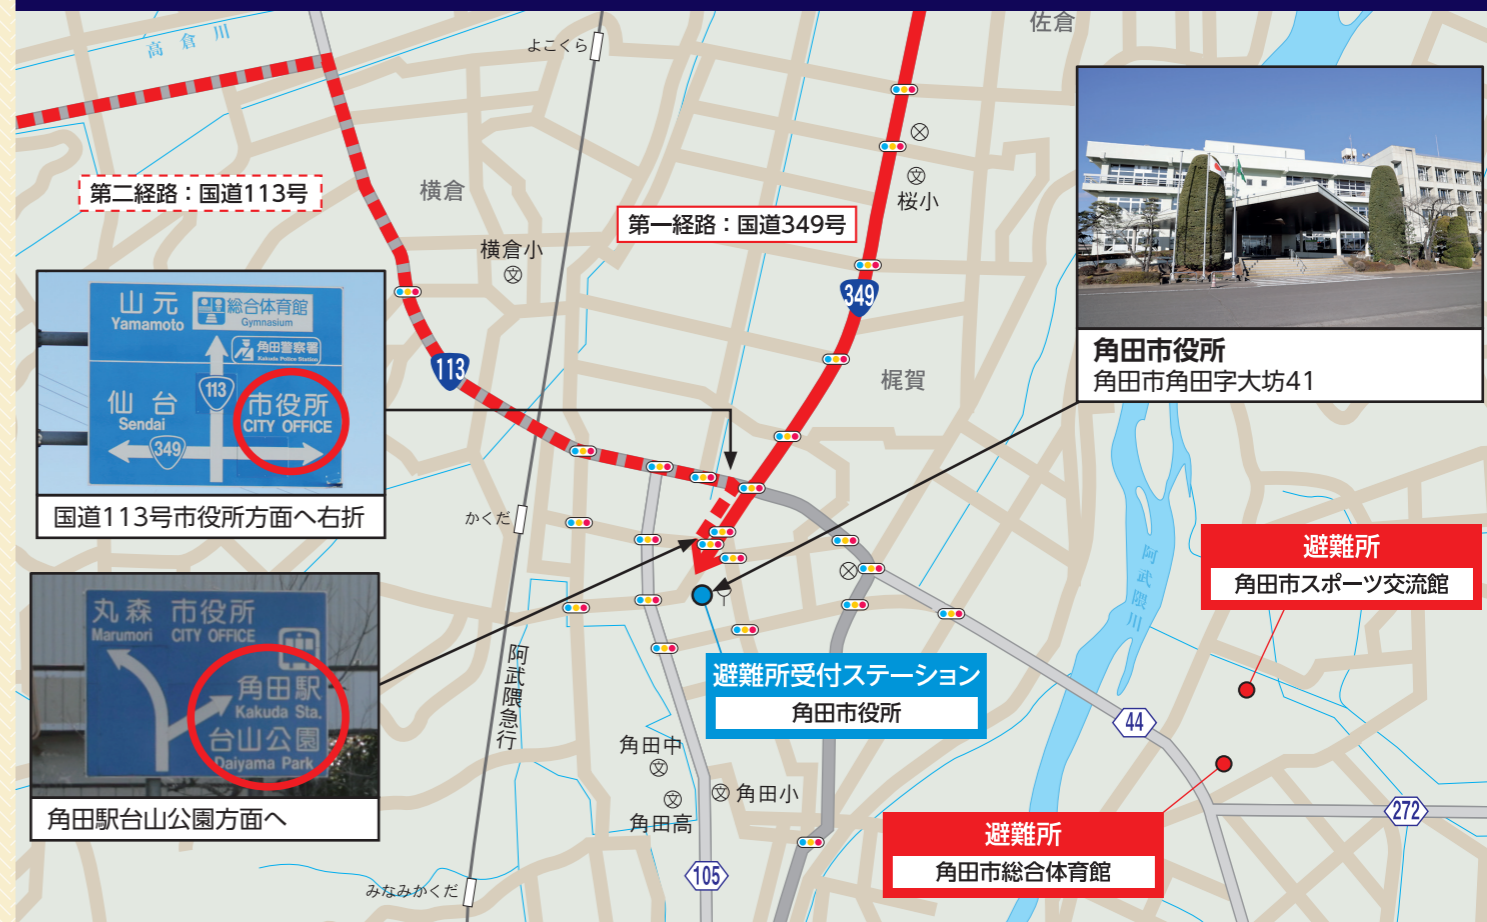 高倉川
よこくら
佐倉
第二経路：国道113号
横倉
桜小
第一経路：国道349号
横倉小
349
113
山元
Yamamoto
総合体育館
Gymnasium
角田警察署
Kakuda Police Station
113
仙台
Sendai
市役所
CITY OFFICE
349
国道113号市役所方面へ右折
梶賀
角田市役所
角田市角田字大坊41
かくだ
阿武隈川
避難所
角田市スポーツ交流館
丸森
Marumori
市役所
CITY OFFICE
角田駅
Kakuda Sta.
台山公園
Daiyama Park
角田駅台山公園方面へ
阿武隈急行
避難所受付ステーション
角田市役所
44
角田中
角田小
角田高
272
避難所
角田市総合体育館
105
みなみかくだ